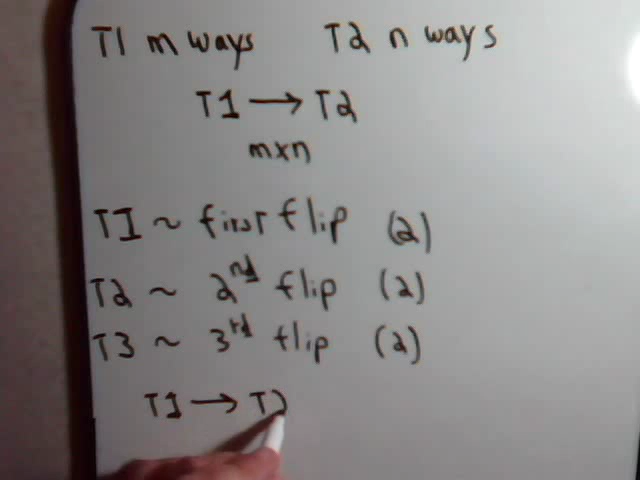 T1 m ways T2 n ways
T1 → T2
m×n
T1 ~ first flip (2)
T2 ~ 2nd flip (2)
T3 ~ 3rd flip (2)
T1 → T2